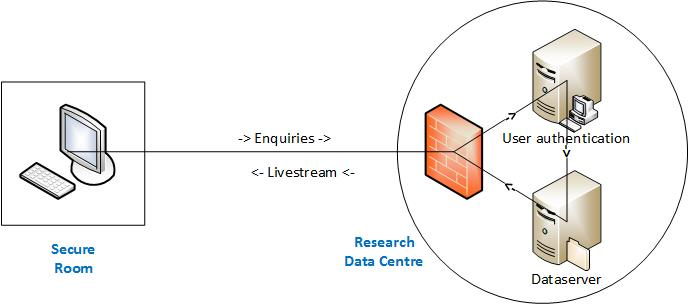 -> Enquiries ->
<- Livestream <-
User authentication
Dataserver
Secure
Room
Research
Data Centre